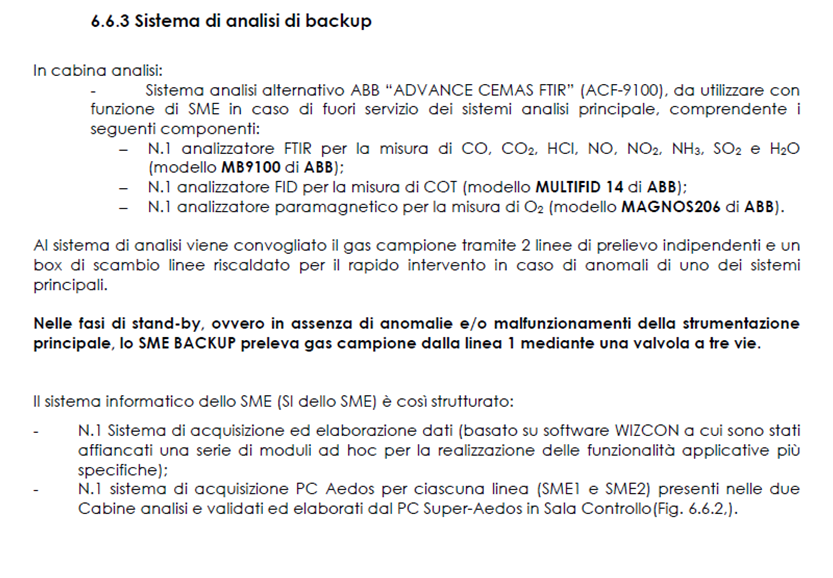 6.6.3 Sistema di analisi di backup
In cabina analisi:
- Sistema analisi alternativo ABB “ADVANCE CEMAS FTIR” (ACF-9100), da utilizzare con
funzione di SME in caso di fuori servizio dei sistemi analisi principale, comprendente i
seguenti componenti:
– N.1 analizzatore FTIR per la misura di CO, CO₂, HCl, NO, NO₂, NH₃, SO₂ e H₂O
(modello MB9100 di ABB);
– N.1 analizzatore FID per la misura di COT (modello MULTIFID 14 di ABB);
– N.1 analizzatore paramagnetico per la misura di O₂ (modello MAGNOS206 di ABB).
Al sistema di analisi viene convogliato il gas campione tramite 2 linee di prelievo indipendenti e un
box di scambio linee riscaldato per il rapido intervento in caso di anomali di uno dei sistemi
principali.
Nelle fasi di stand-by, ovvero in assenza di anomalie e/o malfunzionamenti della strumentazione
principale, lo SME BACKUP preleva gas campione dalla linea 1 mediante una valvola a tre vie.
Il sistema informatico dello SME (SI dello SME) è così strutturato:
- N.1 Sistema di acquisizione ed elaborazione dati (basato su software WIZCON a cui sono stati
affiancati una serie di moduli ad hoc per la realizzazione delle funzionalità applicative più
specifiche);
- N.1 sistema di acquisizione PC Aedos per ciascuna linea (SME1 e SME2) presenti nelle due
Cabine analisi e validati ed elaborati dal PC Super-Aedos in Sala Controllo(Fig. 6.6.2,).